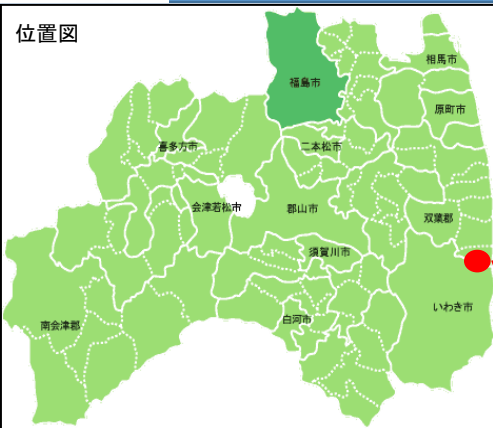 位置図
福島市
相馬市
原町市
喜多方市
二本松市
会津若松市
郡山市
双葉郡
須賀川市
いわき市
南会津郡
白河市